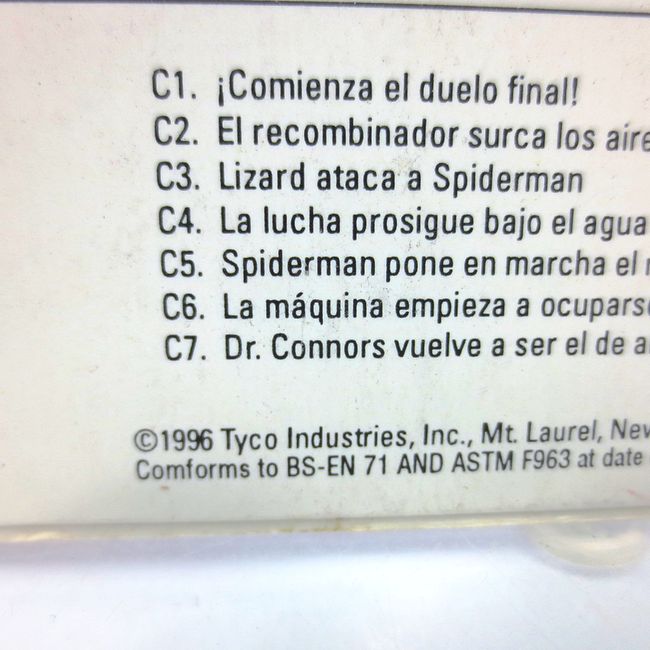 C1. ¡Comienza el duelo final!
C2. El recombinador surca los aire
C3. Lizard ataca a Spiderman
C4. La lucha prosigue bajo el agua
C5. Spiderman pone en marcha el
C6. La máquina empieza a ocupars
C7. Dr. Connors vuelve a ser el de a
©1996 Tyco Industries, Inc., Mt. Laurel, New
Comforms to BS-EN 71 AND ASTM F963 at date